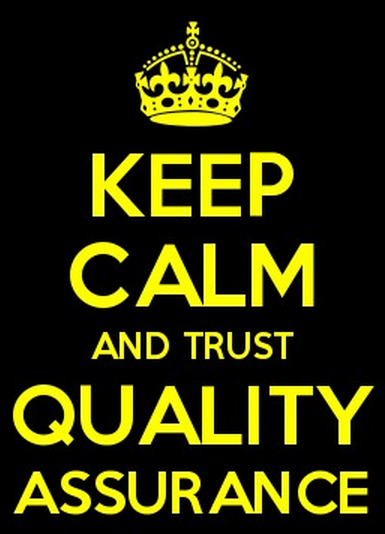 KEEP
CALM
AND TRUST
QUALITY
ASSURANCE